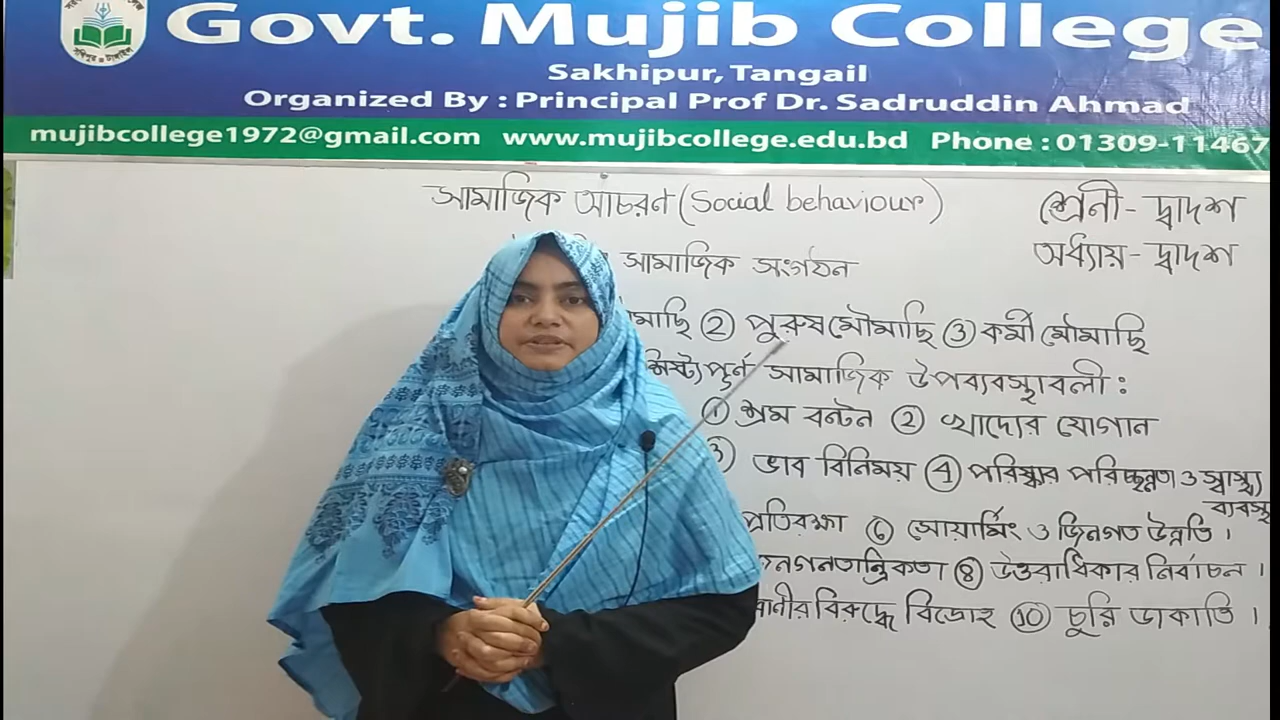 Govt. Mujib College
Sakhipur, Tangail
Organized By : Principal Prof Dr. Sadruddin Ahmad
mujibcollege1972@gmail.com www.mujibcollege.edu.bd Phone : 01309-11467
সামাজিক আচরণ (Social behaviour)
শ্রেনী - দ্বাদশ
অধ্যায় - দ্বাদশ
সামাজিক সংগঠন
② পুরুষ মৌমাছি ③ কর্মী মৌমাছি
সামাজিক উপব্যবস্থাবলী :
① শ্রম বন্টন ② খাদ্যের যোগান
৩) ভাব বিনিময় ④ পরিষ্কার পরিচ্ছন্নতা ও স্বাস্থ্য
প্রতিরক্ষা ⑥ সোয়ার্মিং ও জিনগত উন্নতি ।
⑧ উত্তরাধিকার নির্বাচন ।
বিরুদ্ধে বিদ্রোহ ⑩ চুরি ডাকাতি ।